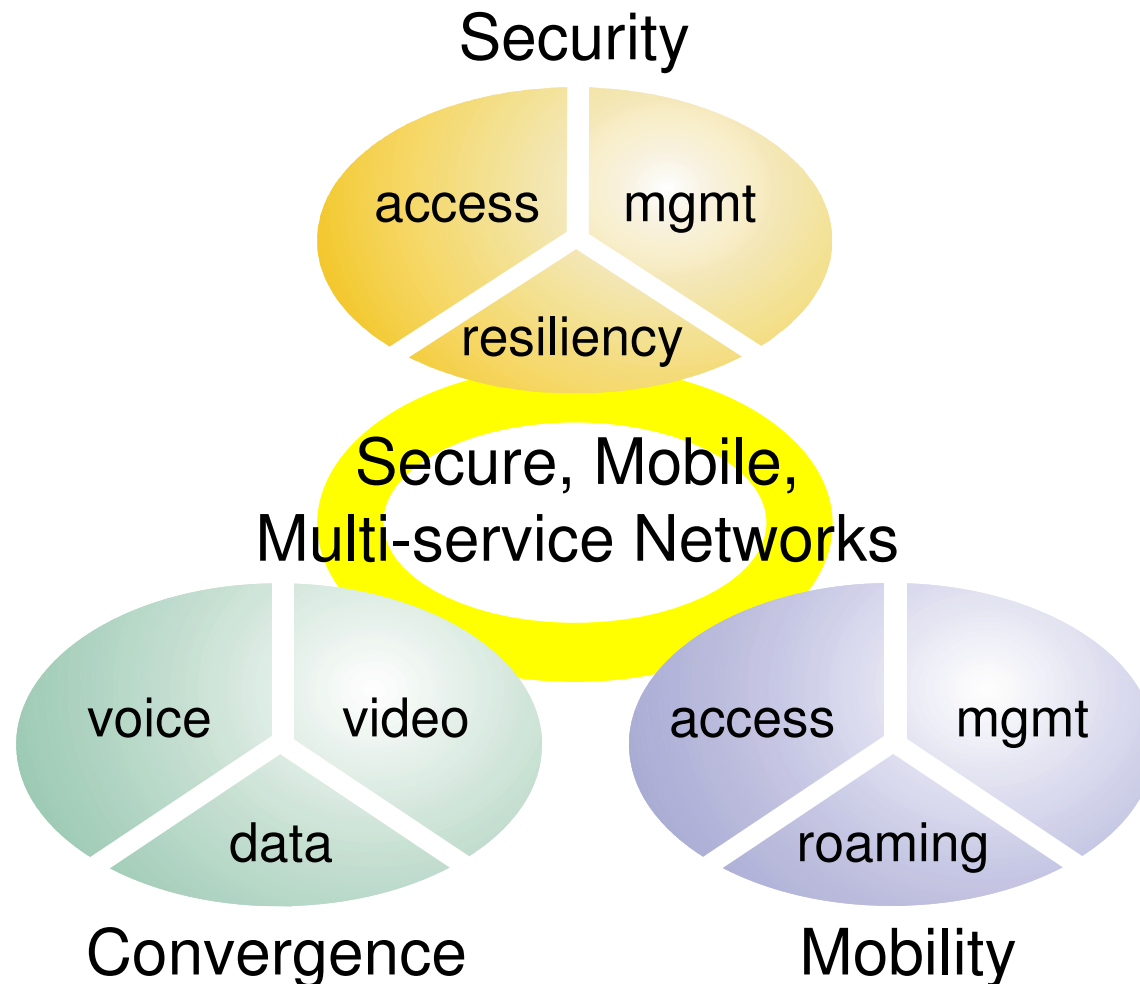 Security
access mgmt
resiliency
Secure, Mobile,
Multi-service Networks
voice video
data
access mgmt
roaming
Convergence
Mobility